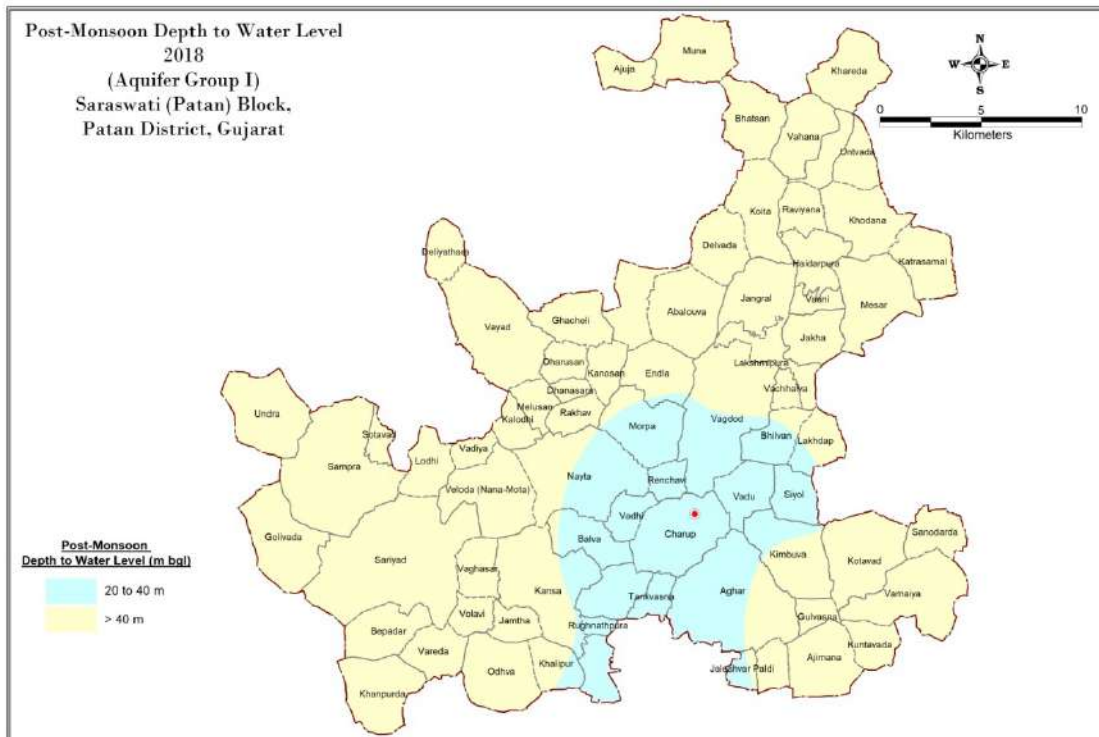 Post-Monsoon Depth to Water Level
2018
(Aquifer Group I)
Saraswati (Patan) Block,
Patan District, Gujarat
N
W E
S
0 5 10
Kilometers
Muna
Ajuja
Khareda
Bhatsan
Vahana
Untvada
Koita
Raviyana
Khodana
Delvada
Haidarpura
Katrasamal
Deliyathara
Vasni
Mesar
Jangral
Abalouva
Ghacheli
Vayad
Jakha
Dharusan
Lakshmipura
Kanosan
Endla
Vachhalva
Dhanasara
Undra
Melusan
Rakhav
Kalodhi
Vagdod
Morpa
Sotavad
Bhilvan
Lakhdap
Vadiya
Lodhi
Sampra
Nayta
Renchavi
Siyol
Veloda (Nana-Mota)
Vadu
Vadhi
Charup
Sanodarda
Golivada
Balva
Kimbuva
Kotavad
Sariyad
Vaghasar
Kansa
Aghar
Tankvasna
Vamaiya
Volavi
Jamtha
Gulvasna
Rughnathpura
Bepadar
Kuntavada
Vareda
Ajimana
Odhva
Khalipur
Jaleshvar Paldi
Khanpurda
Post-Monsoon
Depth to Water Level (m bgl)
20 to 40 m
> 40 m